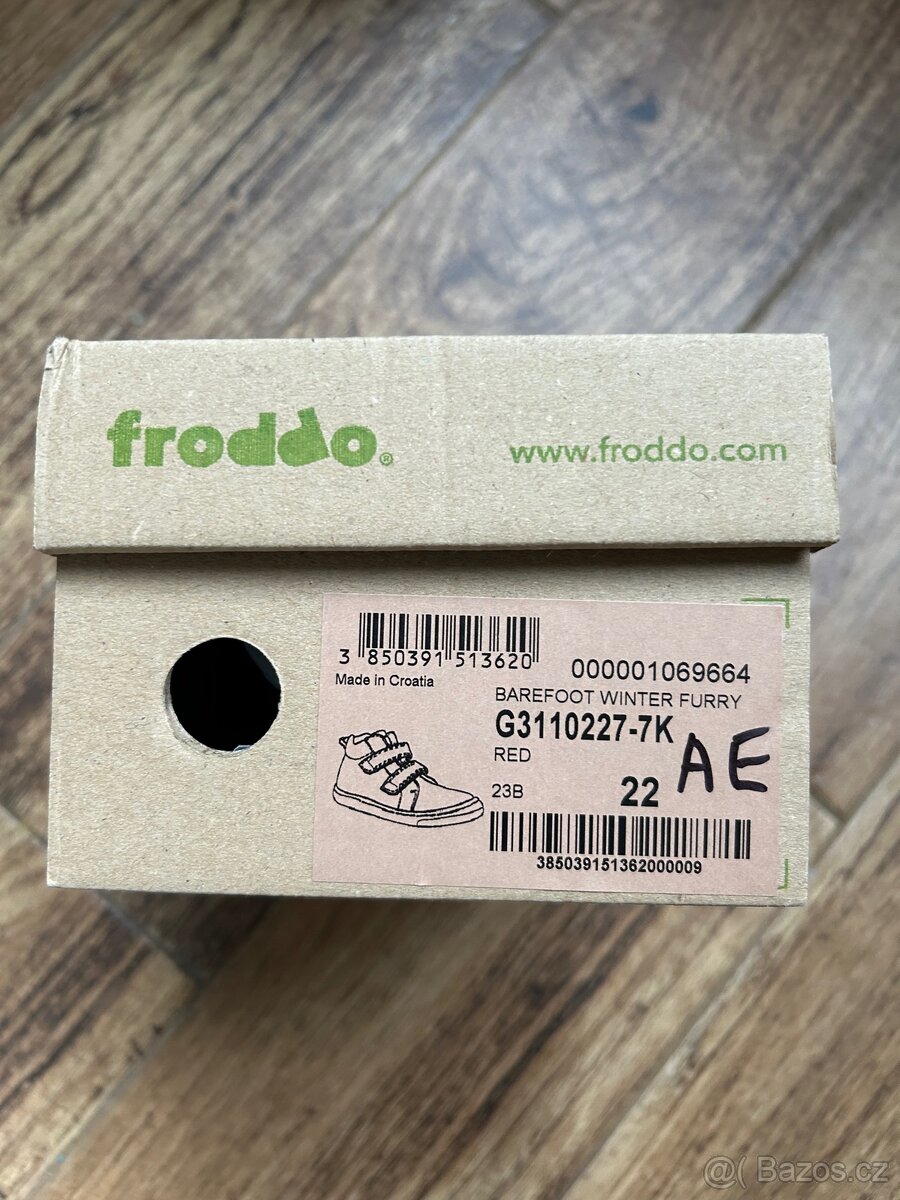 froddo®
www.froddo.com
3 850391 513620
000001069664
Made in Croatia
BAREFOOT WINTER FURRY
G3110227-7K
RED
AE
23B
22
385039151362000009
@( Bazos.cz